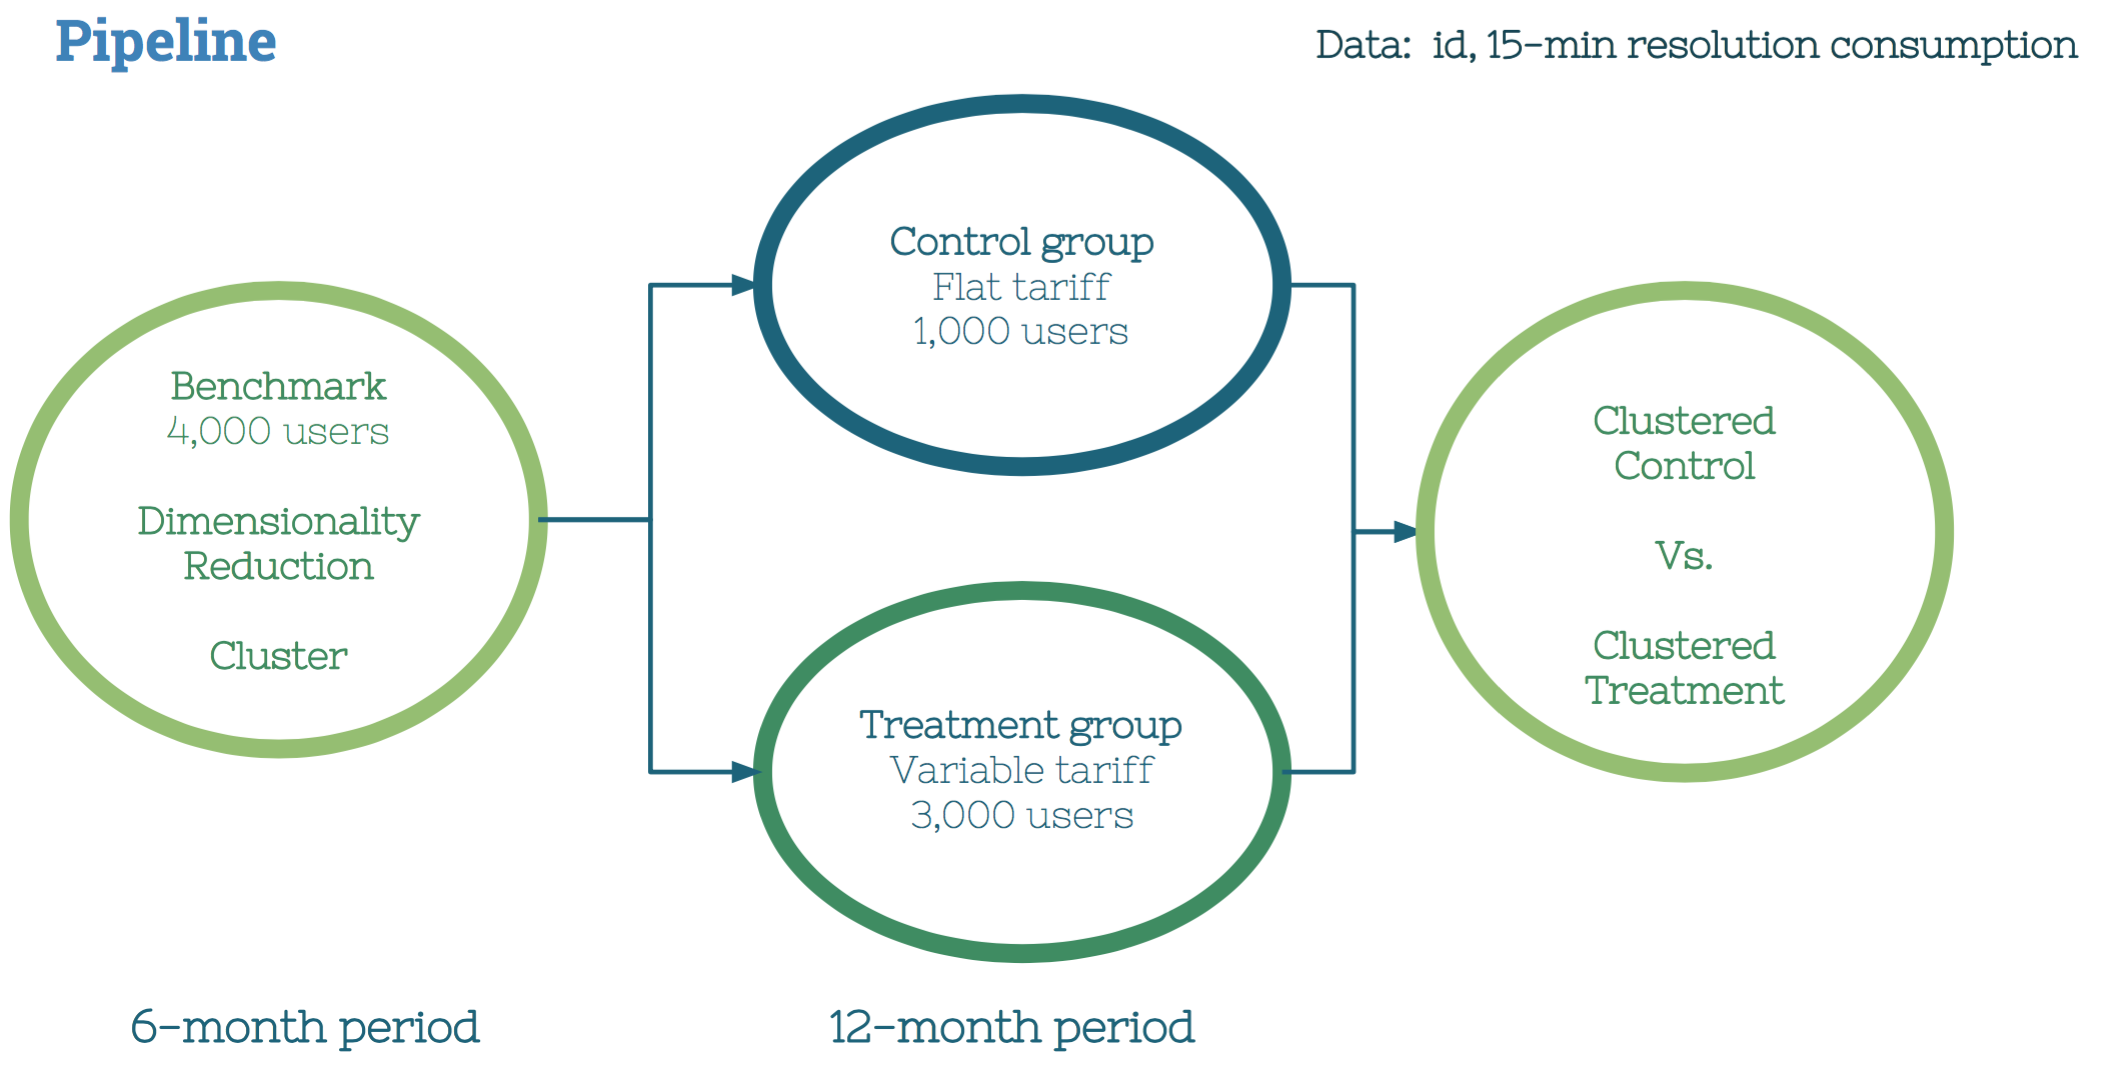 Pipeline
Data: id, 15-min resolution consumption
Benchmark
4,000 users
Dimensionality
Reduction
Cluster
Control group
Flat tariff
1,000 users
Treatment group
Variable tariff
3,000 users
Clustered
Control
Vs.
Clustered
Treatment
6-month period
12-month period